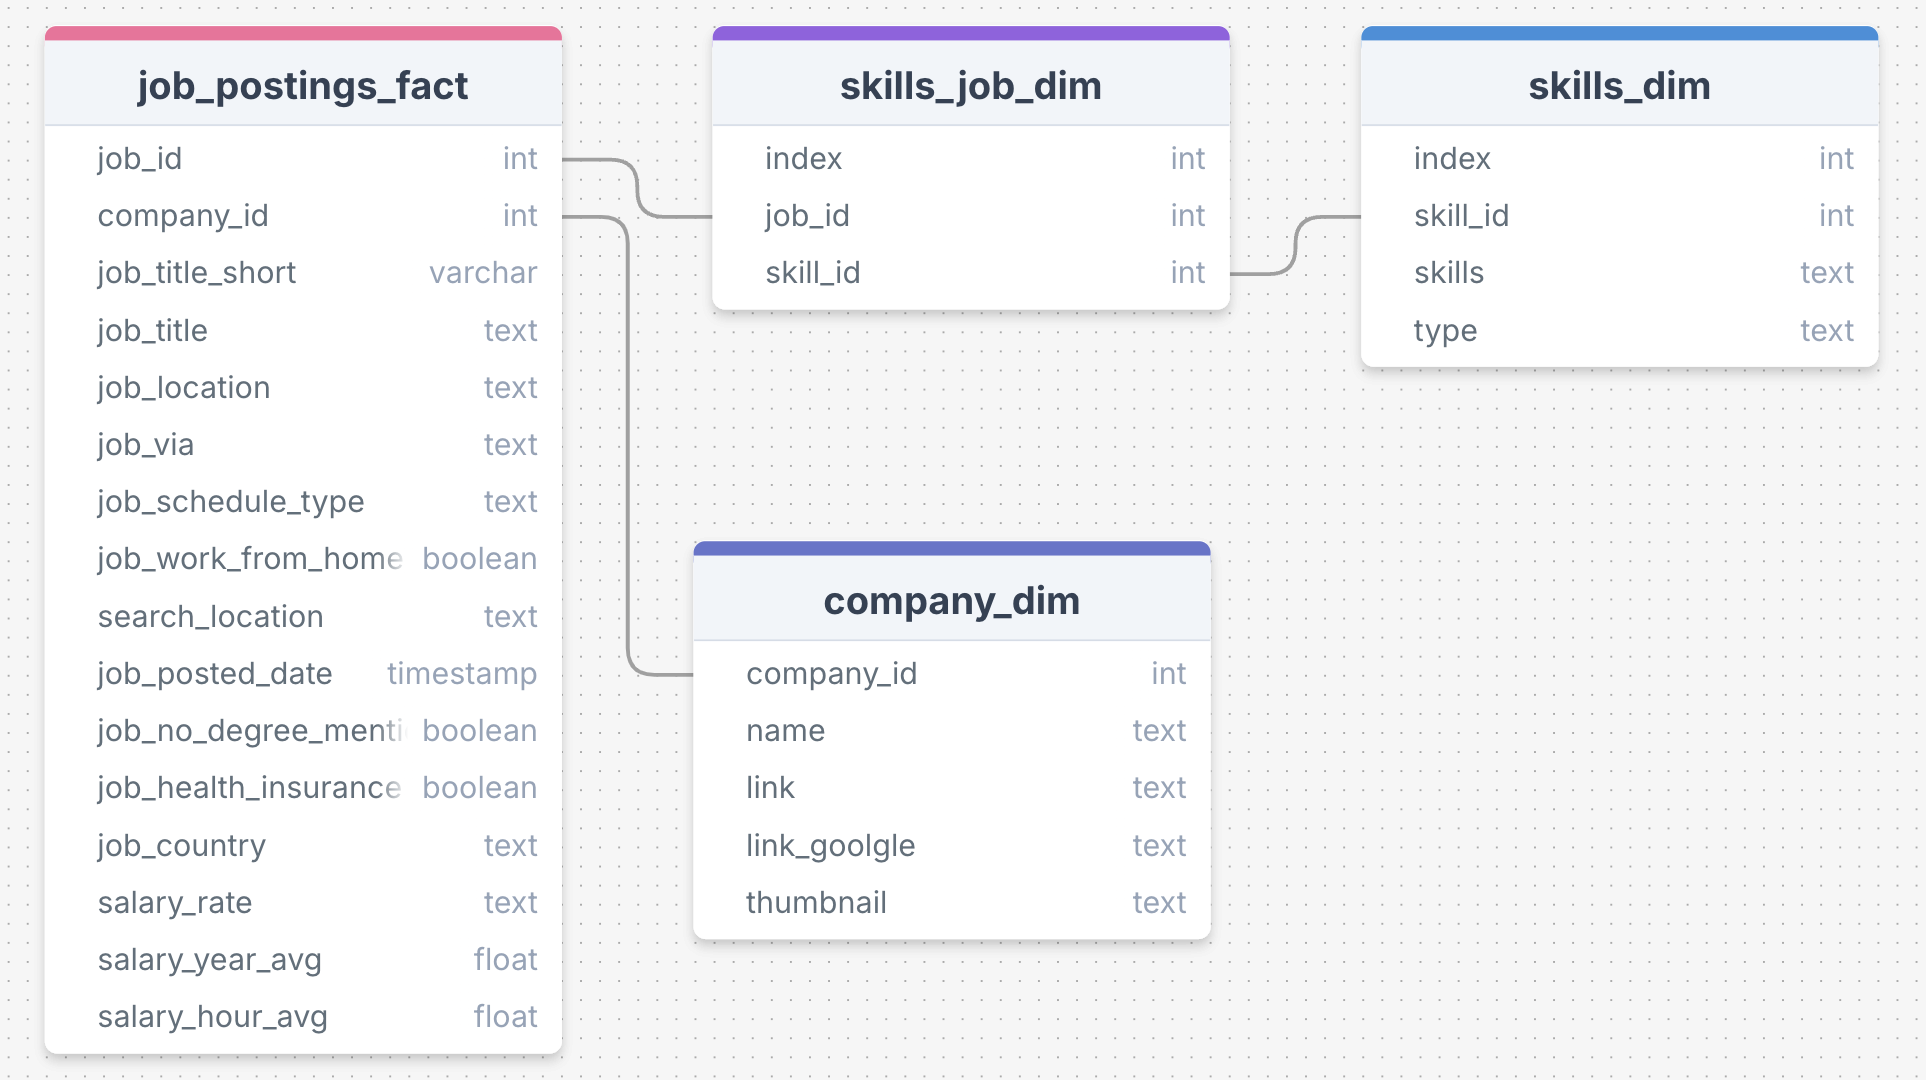 job_postings_fact
job_id int
company_id int
job_title_short varchar
job_title text
job_location text
job_via text
job_schedule_type text
job_work_from_home boolean
search_location text
job_posted_date timestamp
job_no_degree_menti boolean
job_health_insurance boolean
job_country text
salary_rate text
salary_year_avg float
salary_hour_avg float
skills_job_dim
index int
job_id int
skill_id int
skills_dim
index int
skill_id int
skills text
type text
company_dim
company_id int
name text
link text
link_goolgle text
thumbnail text